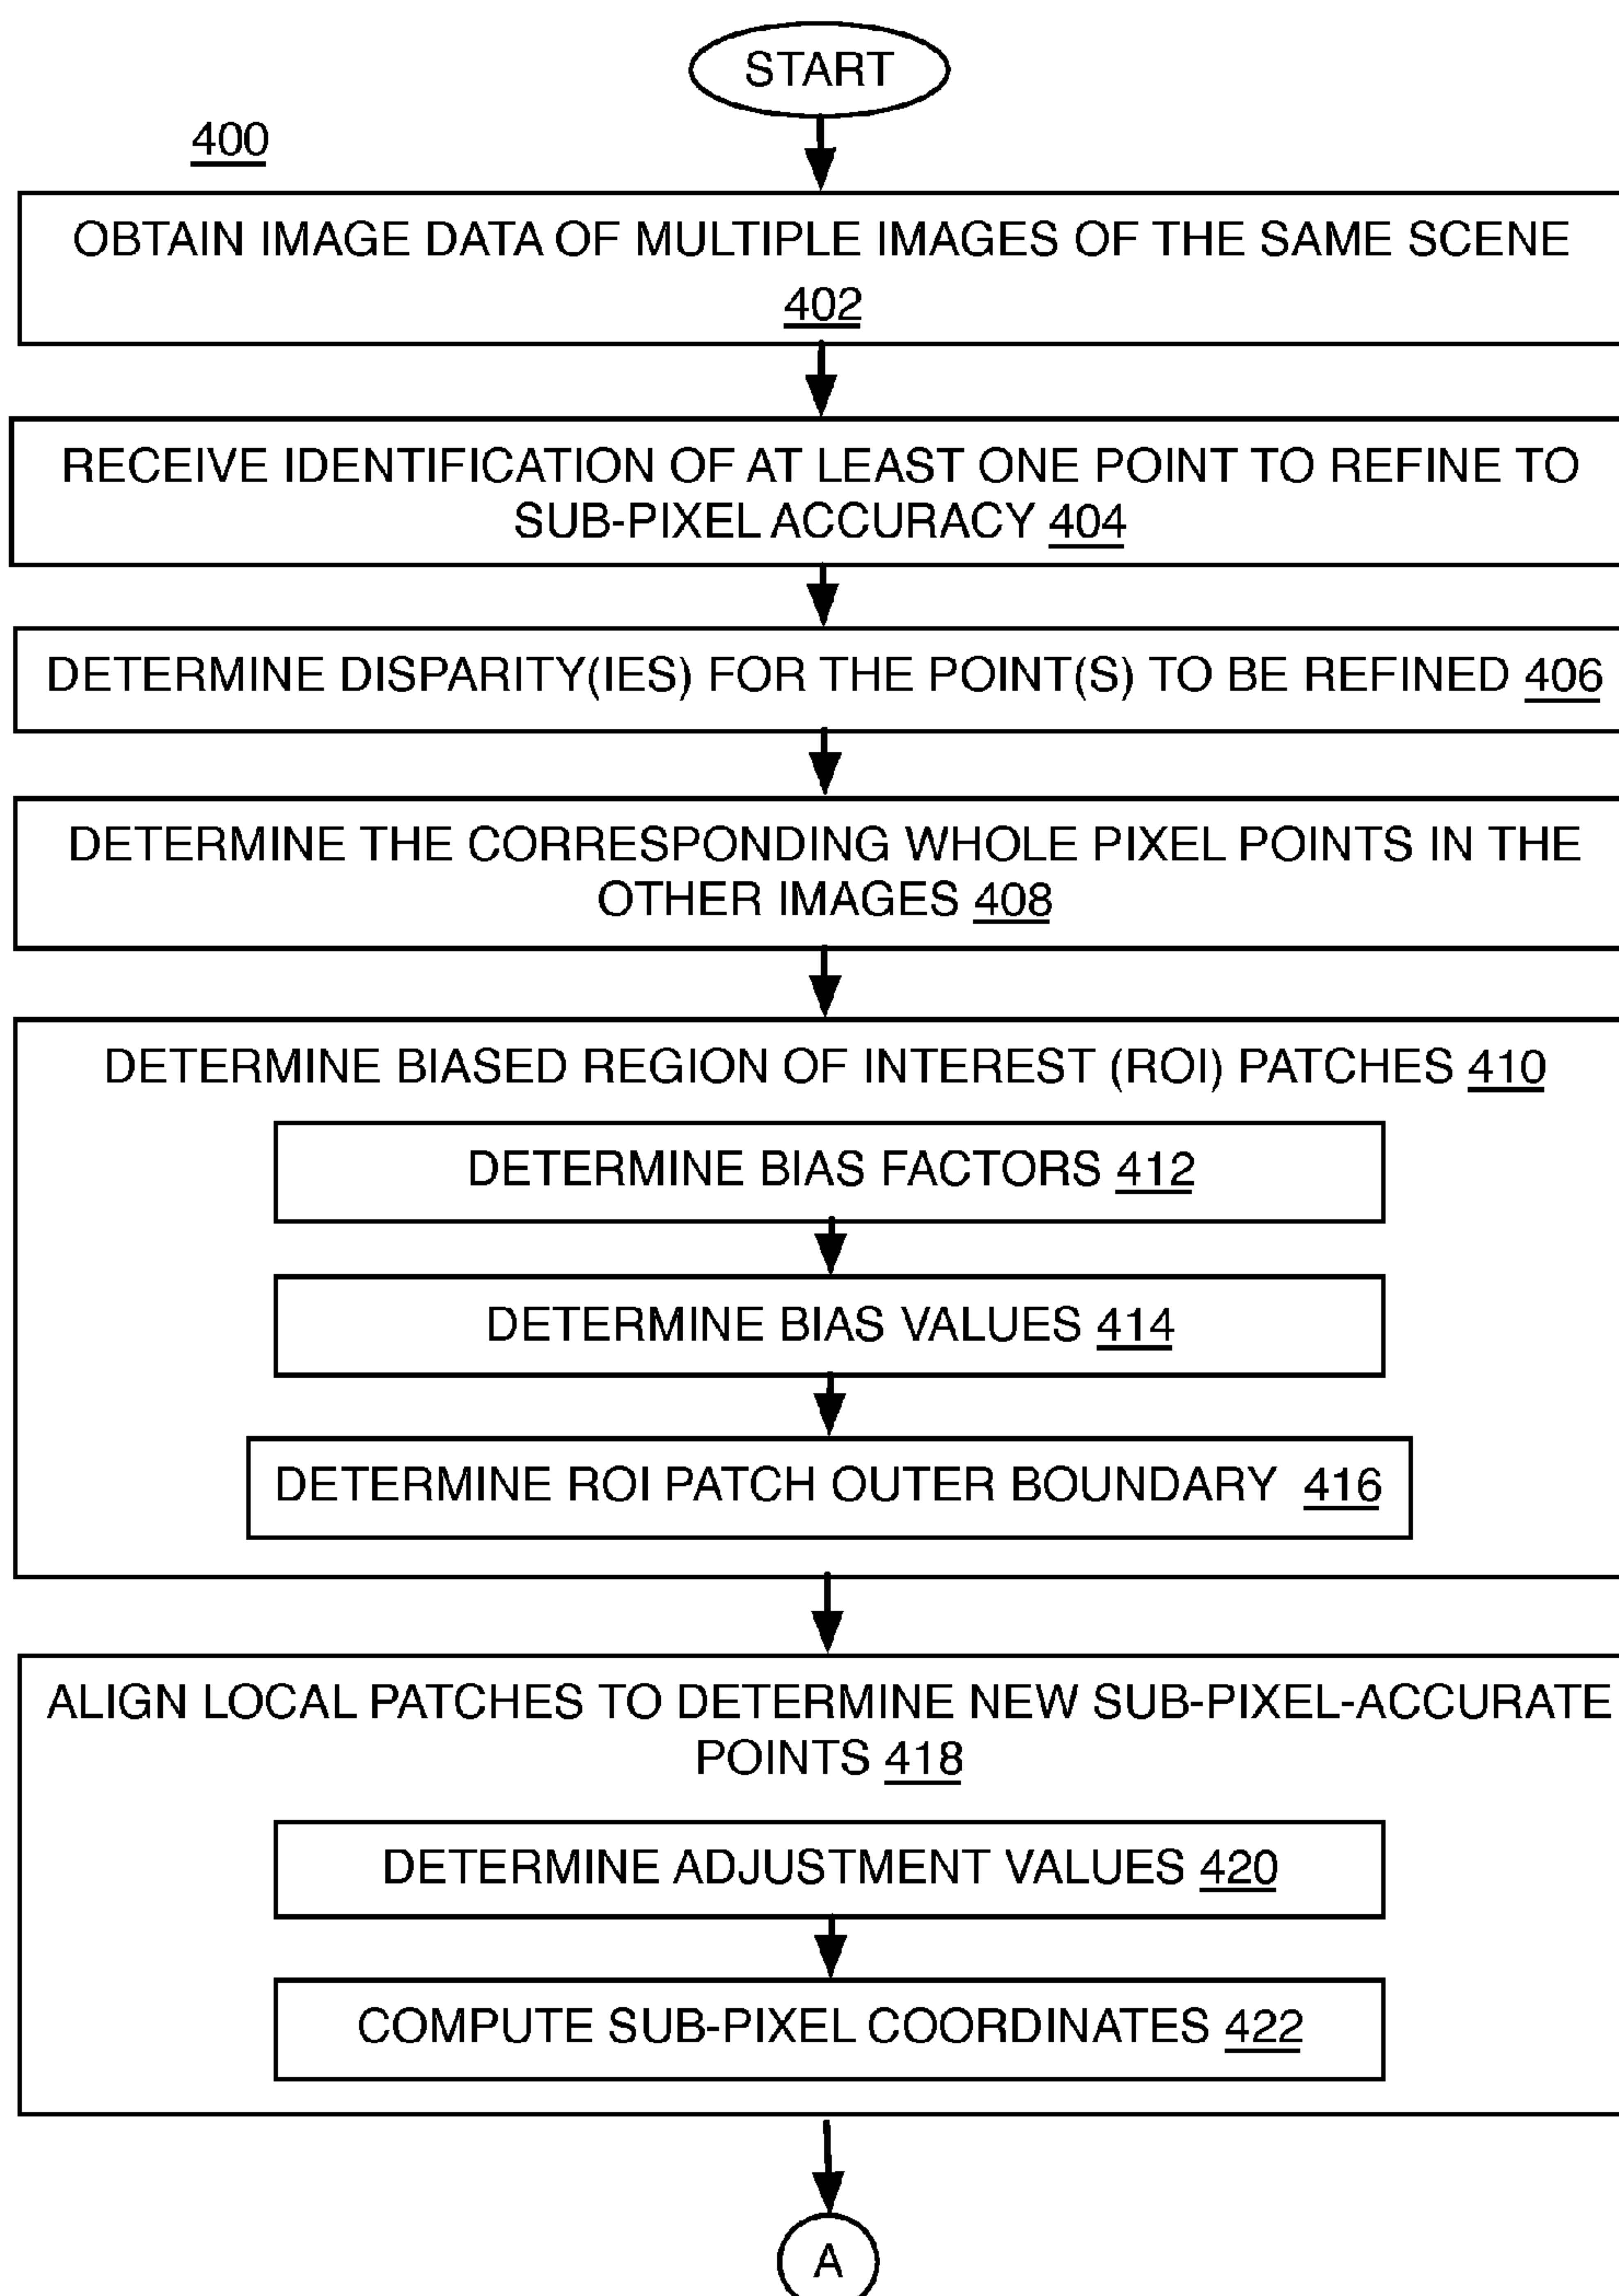 START
400
OBTAIN IMAGE DATA OF MULTIPLE IMAGES OF THE SAME SCENE
402
RECEIVE IDENTIFICATION OF AT LEAST ONE POINT TO REFINE TO
SUB-PIXEL ACCURACY 404
DETERMINE DISPARITY(IES) FOR THE POINT(S) TO BE REFINED 406
DETERMINE THE CORRESPONDING WHOLE PIXEL POINTS IN THE
OTHER IMAGES 408
DETERMINE BIASED REGION OF INTEREST (ROI) PATCHES 410
DETERMINE BIAS FACTORS 412
DETERMINE BIAS VALUES 414
DETERMINE ROI PATCH OUTER BOUNDARY 416
ALIGN LOCAL PATCHES TO DETERMINE NEW SUB-PIXEL-ACCURATE
POINTS 418
DETERMINE ADJUSTMENT VALUES 420
COMPUTE SUB-PIXEL COORDINATES 422
A